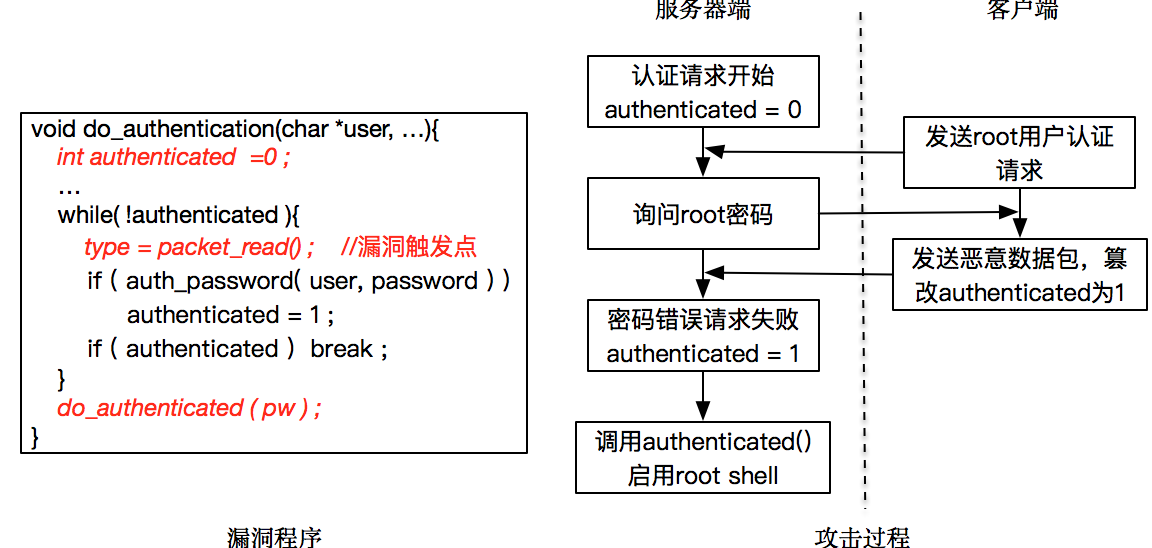 void do_authentication(char *user, …){
int authenticated =0 ;
…
while( !authenticated ){
type = packet_read() ; //漏洞触发点
if ( auth_password( user, password ) )
authenticated = 1 ;
if ( authenticated ) break ;
}
do_authenticated ( pw ) ;
}
漏洞程序
服务器端
客户端
认证请求开始
authenticated = 0
发送root用户认证
请求
询问root密码
发送恶意数据包，篡
改authenticated为1
密码错误请求失败
authenticated = 1
调用authenticated()
启用root shell
攻击过程